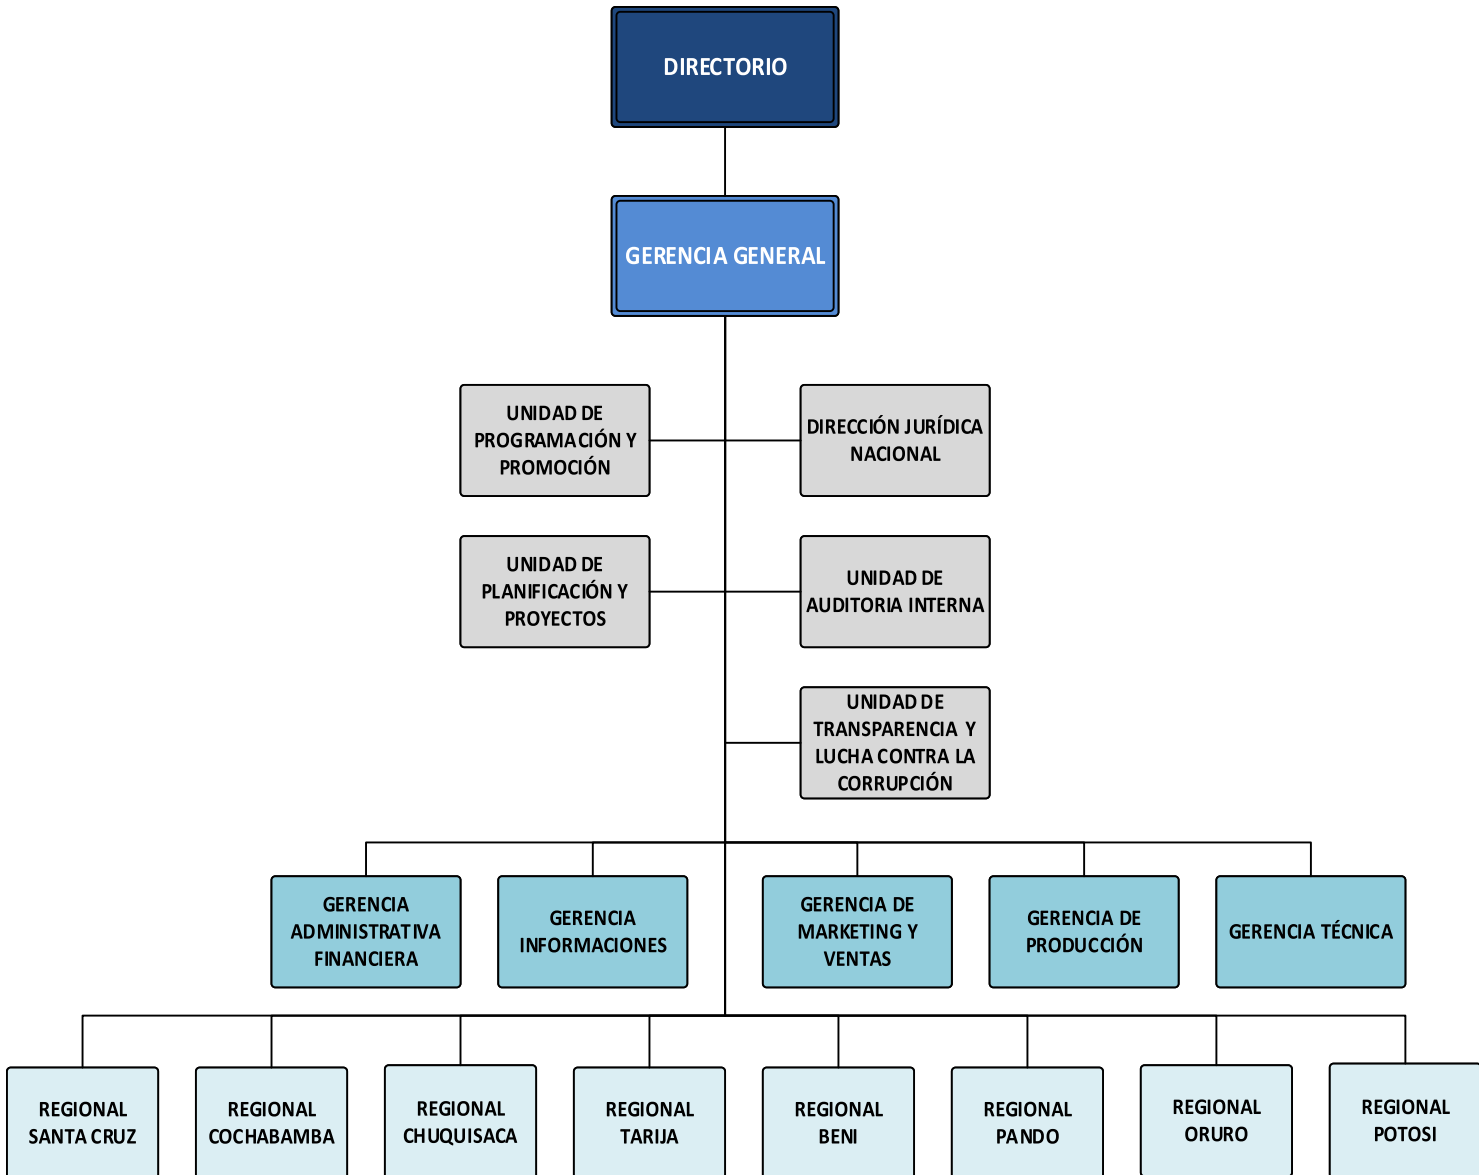 DIRECTORIO
GERENCIA GENERAL
UNIDAD DE
PROGRAMACIÓN Y
PROMOCIÓN
DIRECCIÓN JURÍDICA
NACIONAL
UNIDAD DE
PLANIFICACIÓN Y
PROYECTOS
UNIDAD DE
AUDITORIA INTERNA
UNIDAD DE
TRANSPARENCIA Y
LUCHA CONTRA LA
CORRUPCIÓN
GERENCIA
ADMINISTRATIVA
FINANCIERA
GERENCIA
INFORMACIONES
GERENCIA DE
MARKETING Y
VENTAS
GERENCIA DE
PRODUCCIÓN
GERENCIA TÉCNICA
REGIONAL
SANTA CRUZ
REGIONAL
COCHABAMBA
REGIONAL
CHUQUISACA
REGIONAL
TARIJA
REGIONAL
BENI
REGIONAL
PANDO
REGIONAL
ORURO
REGIONAL
POTOSI